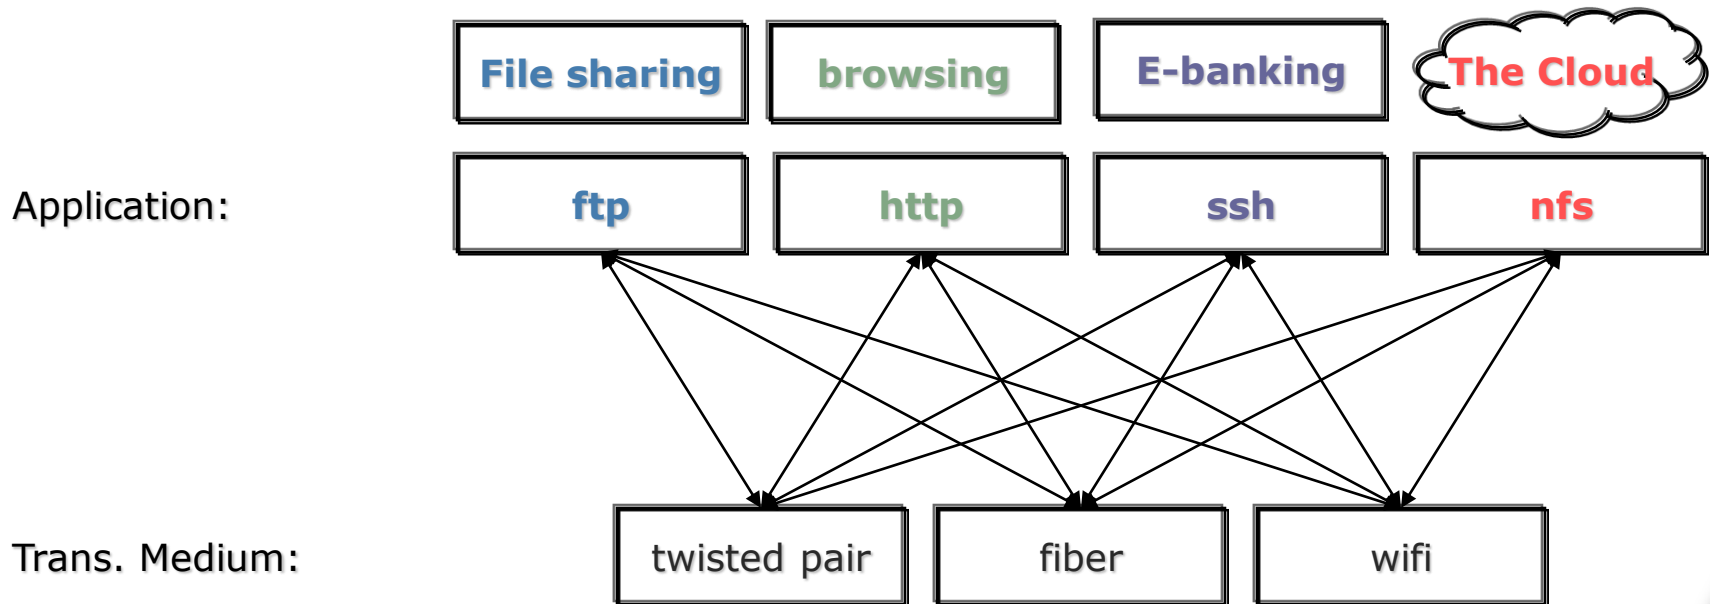 File sharing
browsing
E-banking
The Cloud
Application:
ftp
http
ssh
nfs
Trans. Medium:
twisted pair
fiber
wifi